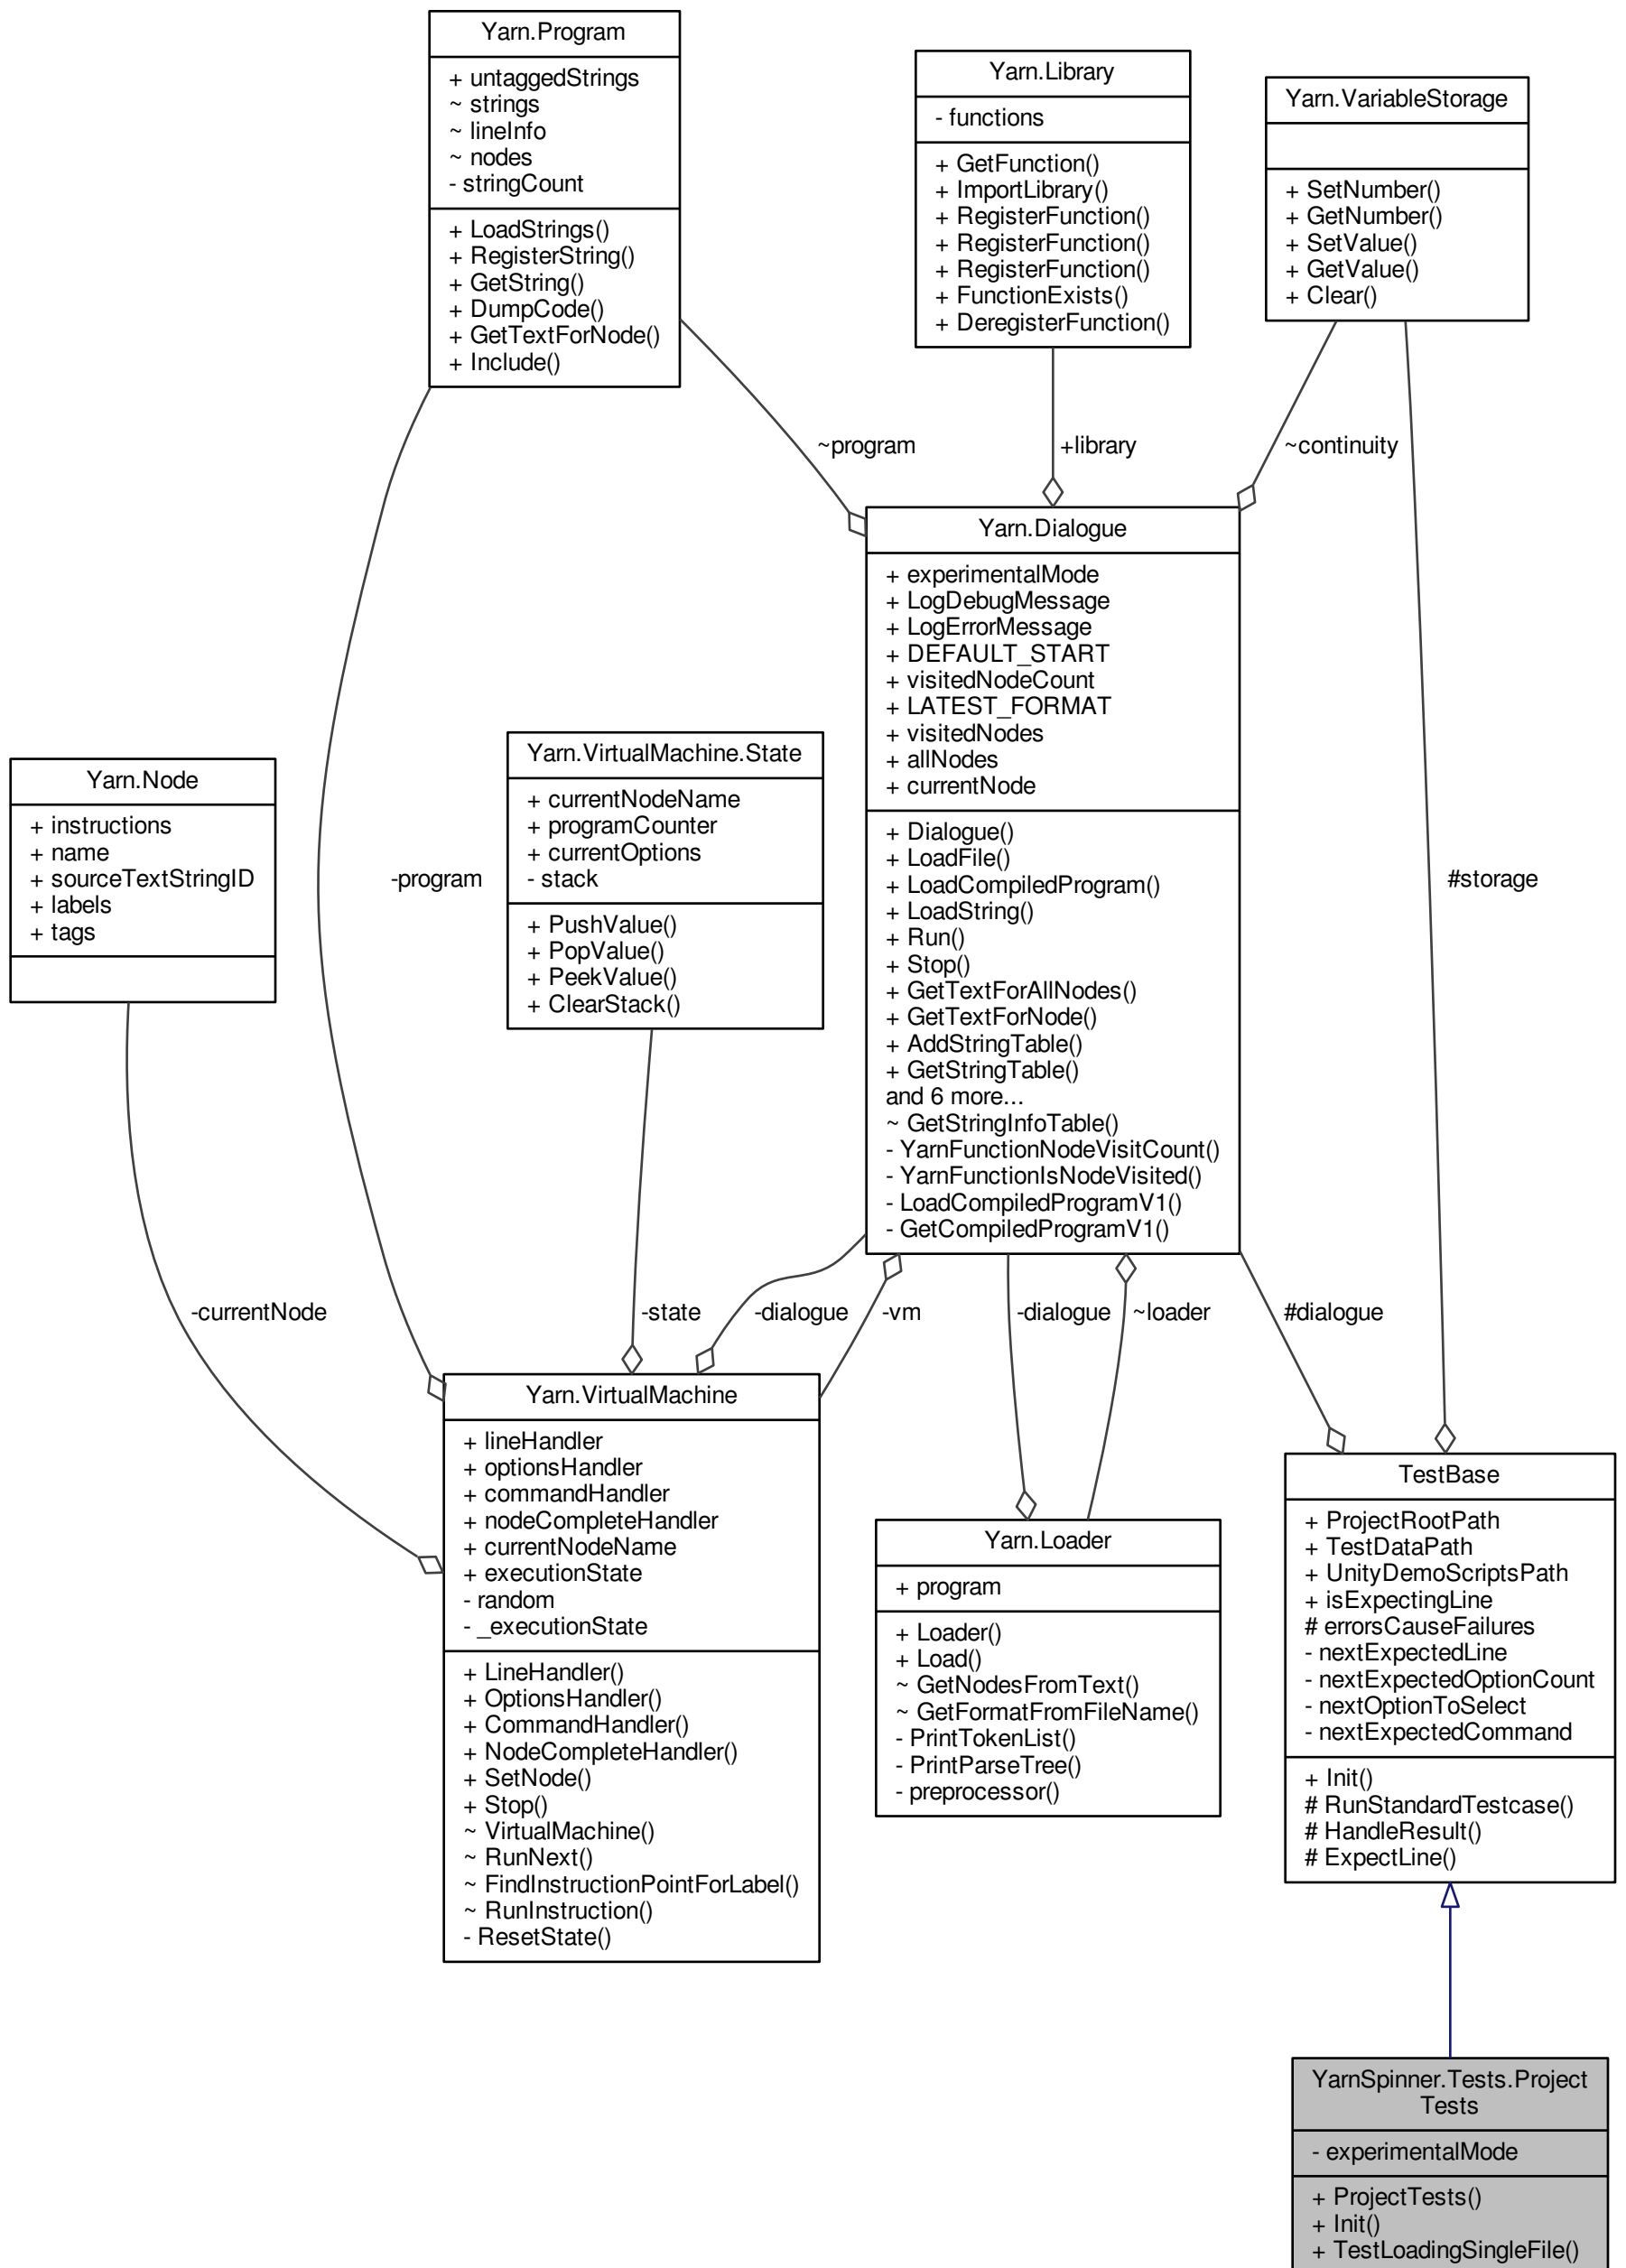 Yarn.Program
+ untaggedStrings
~ strings
~ lineInfo
~ nodes
- stringCount
+ LoadStrings()
+ RegisterString()
+ GetString()
+ DumpCode()
+ GetTextForNode()
+ Include()
Yarn.Library
- functions
+ GetFunction()
+ ImportLibrary()
+ RegisterFunction()
+ RegisterFunction()
+ RegisterFunction()
+ FunctionExists()
+ DeregisterFunction()
Yarn.VariableStorage
+ SetNumber()
+ GetNumber()
+ SetValue()
+ GetValue()
+ Clear()
~program
+library
~continuity
Yarn.Dialogue
+ experimentalMode
+ LogDebugMessage
+ LogErrorMessage
+ DEFAULT_START
+ visitedNodeCount
+ LATEST_FORMAT
+ visitedNodes
+ allNodes
+ currentNode
+ Dialogue()
+ LoadFile()
+ LoadCompiledProgram()
+ LoadString()
+ Run()
+ Stop()
+ GetTextForAllNodes()
+ GetTextForNode()
+ AddStringTable()
+ GetStringTable()
and 6 more...
~ GetStringInfoTable()
- YarnFunctionNodeVisitCount()
- YarnFunctionIsNodeVisited()
- LoadCompiledProgramV1()
- GetCompiledProgramV1()
Yarn.Node
+ instructions
+ name
+ sourceTextStringID
+ labels
+ tags
-program
Yarn.VirtualMachine.State
+ currentNodeName
+ programCounter
+ currentOptions
- stack
+ PushValue()
+ PopValue()
+ PeekValue()
+ ClearStack()
#storage
-currentNode
-state
-dialogue
-vm
-dialogue
~loader
#dialogue
Yarn.VirtualMachine
+ lineHandler
+ optionsHandler
+ commandHandler
+ nodeCompleteHandler
+ currentNodeName
+ executionState
- random
- _executionState
+ LineHandler()
+ OptionsHandler()
+ CommandHandler()
+ NodeCompleteHandler()
+ SetNode()
+ Stop()
~ VirtualMachine()
~ RunNext()
~ FindInstructionPointForLabel()
~ RunInstruction()
- ResetState()
Yarn.Loader
+ program
+ Loader()
+ Load()
~ GetNodesFromText()
~ GetFormatFromFileName()
- PrintTokenList()
- PrintParseTree()
- preprocessor()
TestBase
+ ProjectRootPath
+ TestDataPath
+ UnityDemoScriptsPath
+ isExpectingLine
# errorsCauseFailures
- nextExpectedLine
- nextExpectedOptionCount
- nextOptionToSelect
- nextExpectedCommand
+ Init()
# RunStandardTestcase()
# HandleResult()
# ExpectLine()
YarnSpinner.Tests.Project
Tests
- experimentalMode
+ ProjectTests()
+ Init()
+ TestLoadingSingleFile()